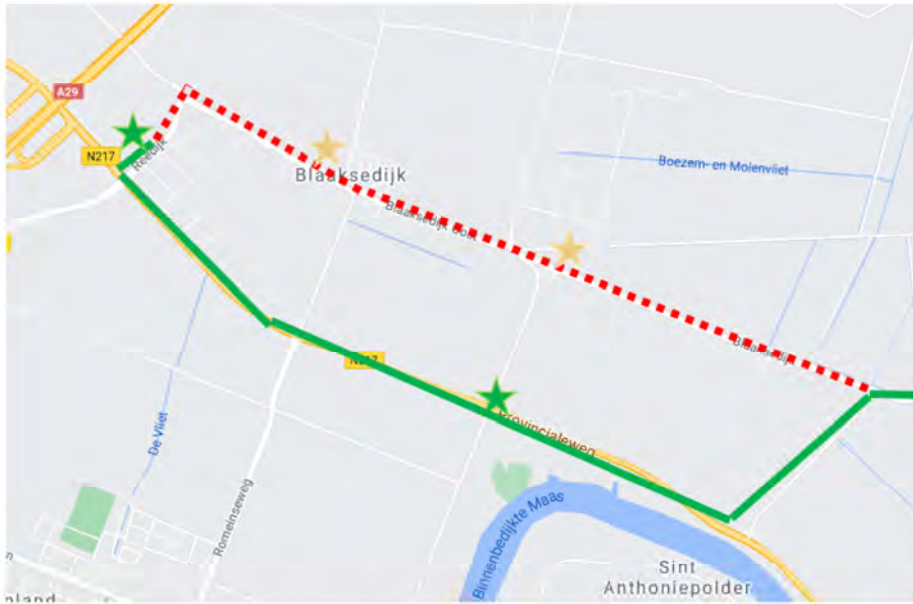 A29
N217
Reedijk
Blaaksedijk
Boezem- en Molenvliet
Blaaksedijk Oost
Blaaksedijk
N217
Provincialeweg
De Vliet
Romeinseweg
Binnenbedijkte Maas
Sint
Anthoniepolder
nland